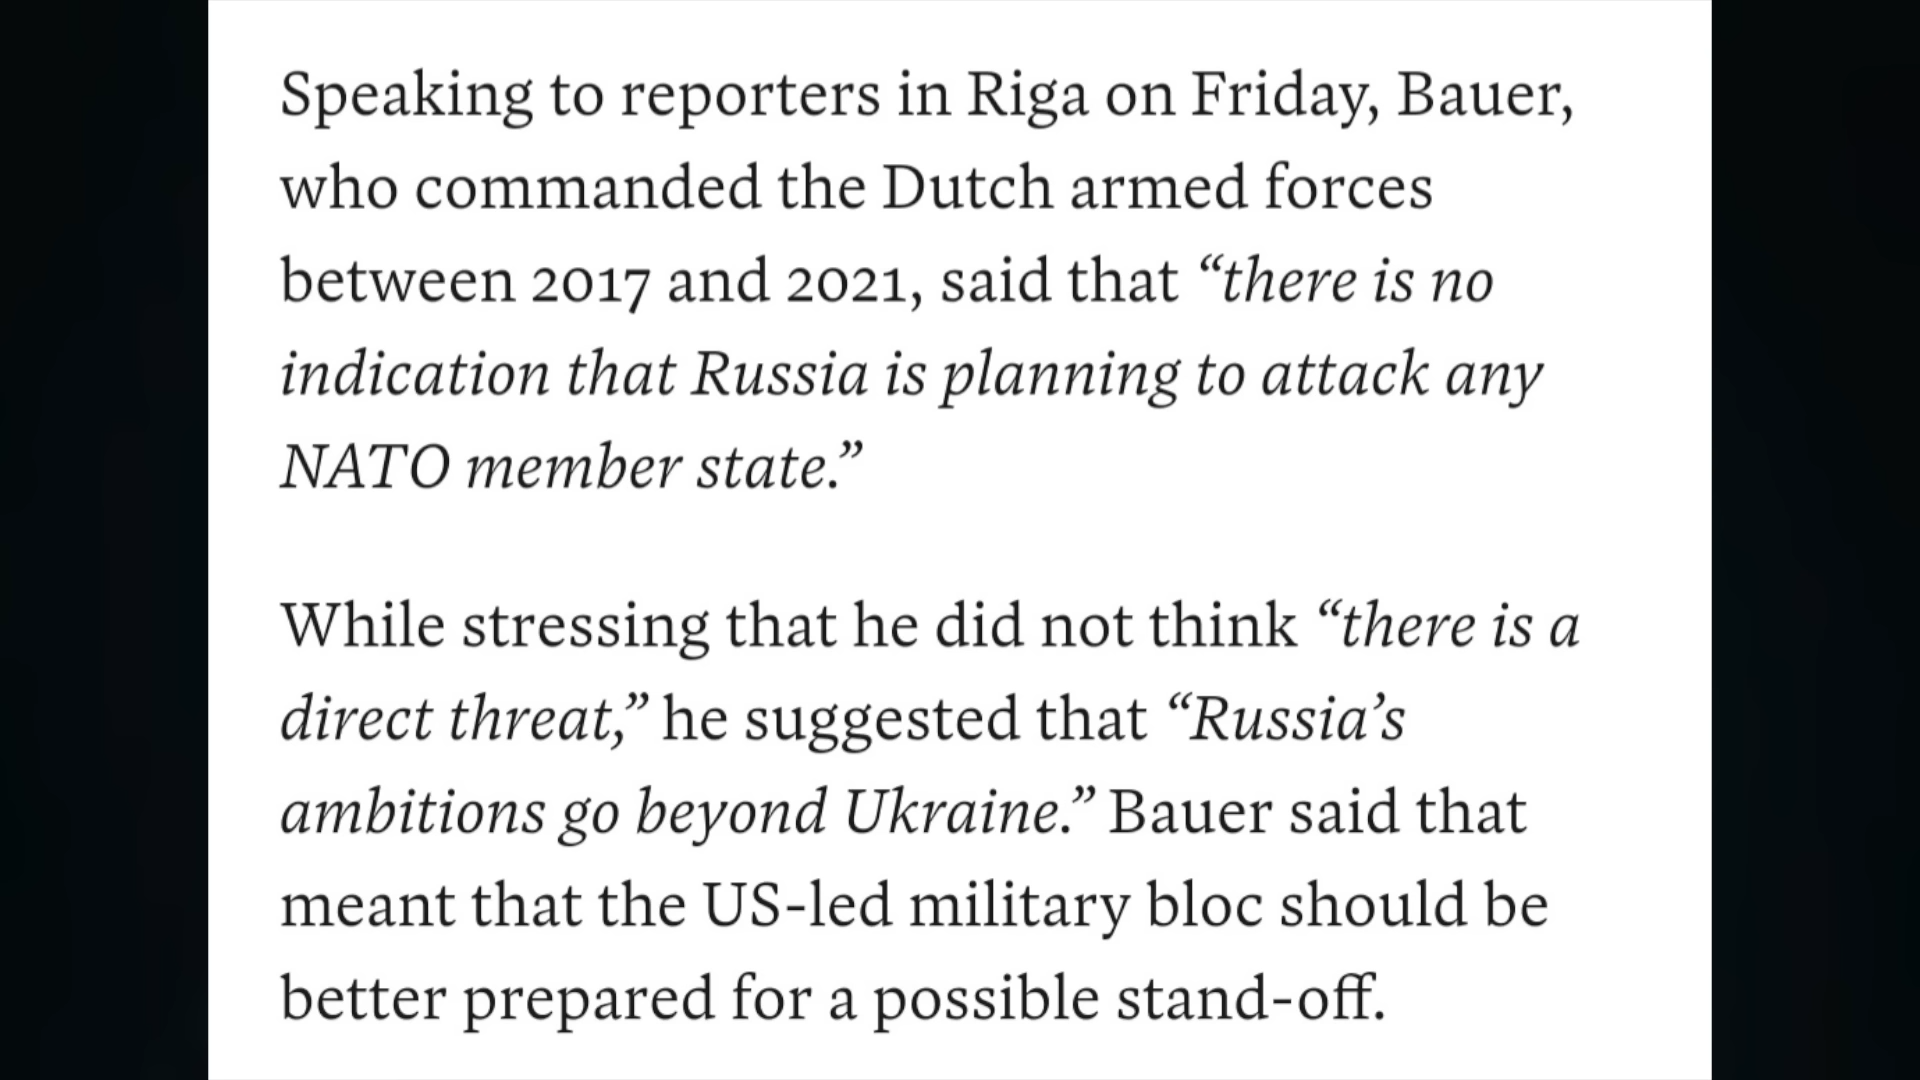 Speaking to reporters in Riga on Friday, Bauer,
who commanded the Dutch armed forces
between 2017 and 2021, said that “there is no
indication that Russia is planning to attack any
NATO member state.”
While stressing that he did not think “there is a
direct threat,” he suggested that “Russia’s
ambitions go beyond Ukraine.” Bauer said that
meant that the US-led military bloc should be
better prepared for a possible stand-off.